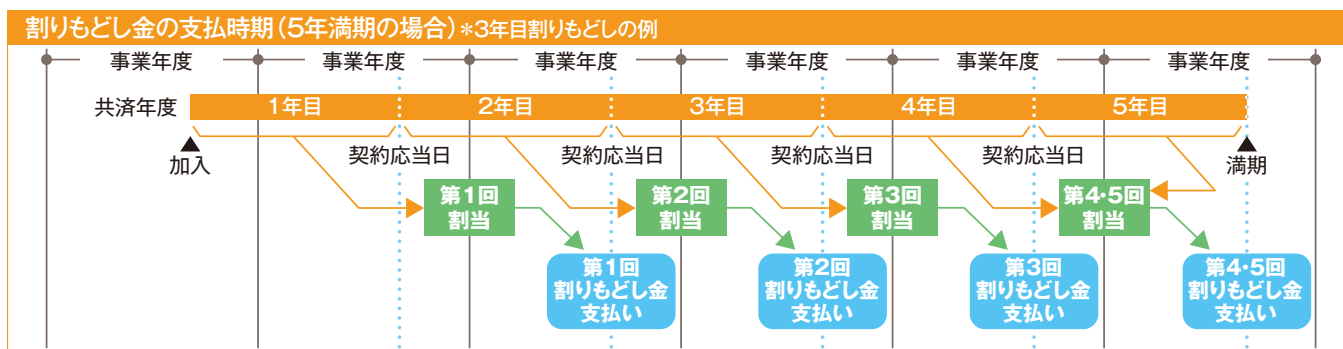 割りもどし金の支払時期（5年満期の場合）＊3年目割りもどしの例
事業年度 事業年度 事業年度 事業年度 事業年度 事業年度
共済年度 1年目 2年目 3年目 4年目 5年目
加入 契約応当日 契約応当日 契約応当日 契約応当日 満期
第1回
割当
第2回
割当
第3回
割当
第4・5回
割当
第1回
割りもどし金
支払い
第2回
割りもどし金
支払い
第3回
割りもどし金
支払い
第4・5回
割りもどし金
支払い